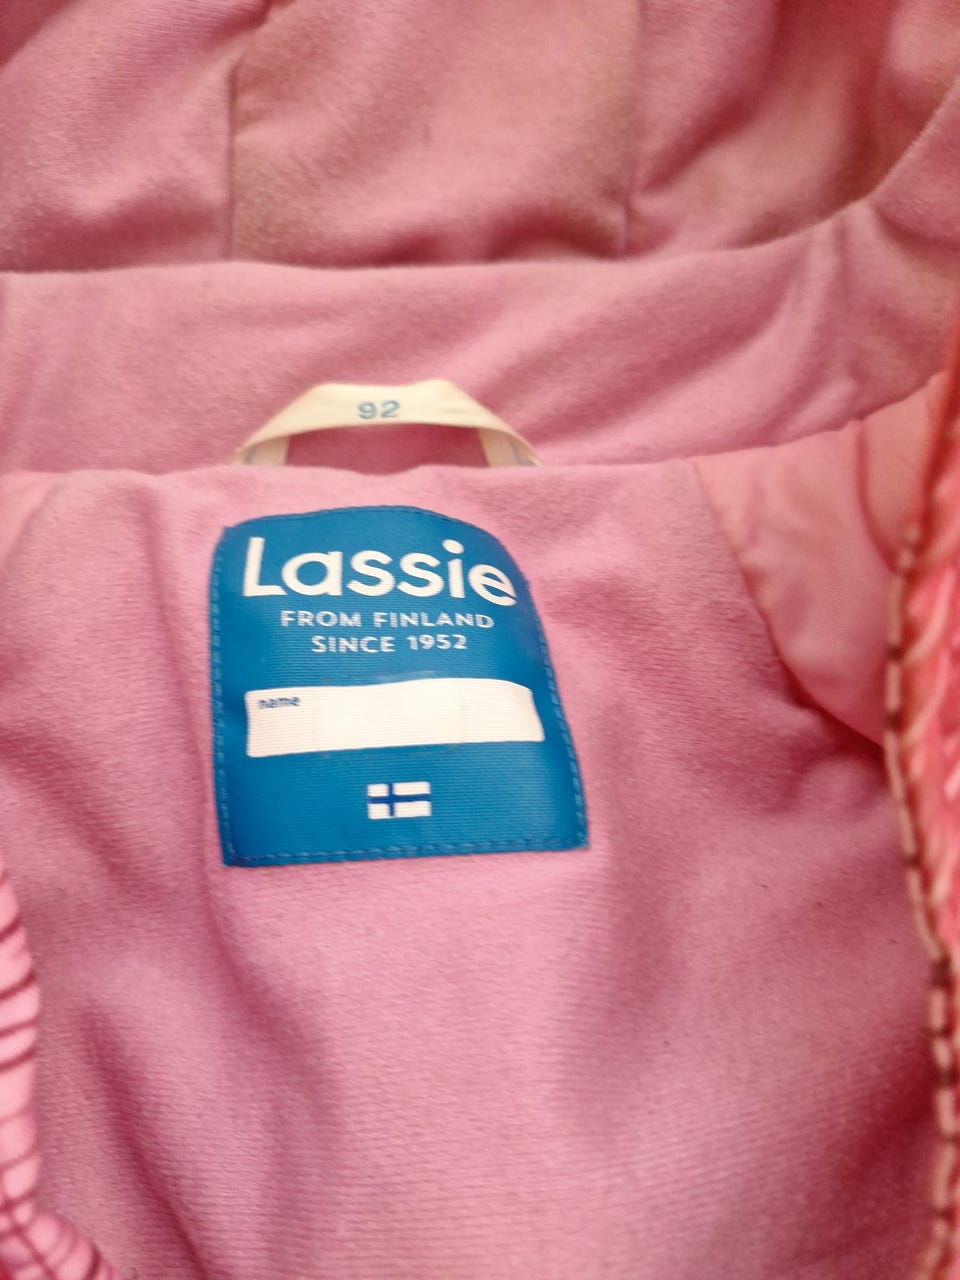 92
Lassie
FROM FINLAND
SINCE 1952
name